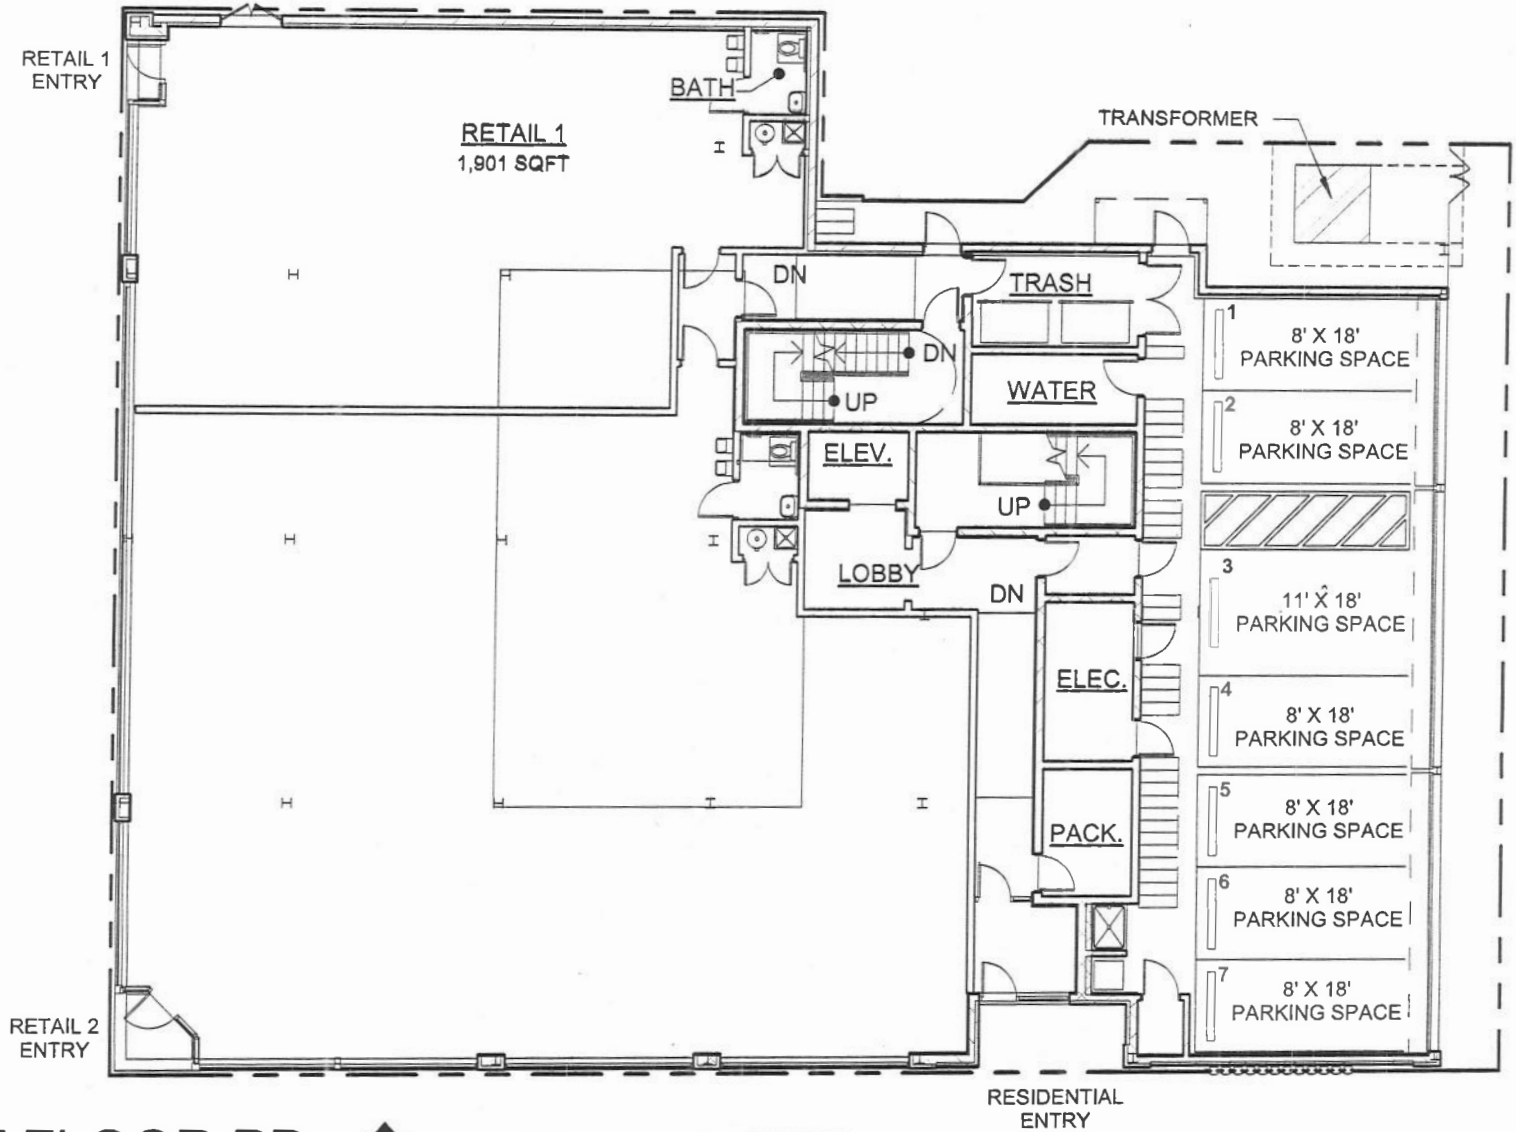 RETAIL 1
ENTRY
BATH
RETAIL 1
1,901 SQFT
TRANSFORMER
DN
TRASH
DN
UP
WATER
ELEV.
UP
LOBBY
DN
ELEC.
PACK.
1
8' X 18'
PARKING SPACE
2
8' X 18'
PARKING SPACE
3
11' X 18'
PARKING SPACE
4
8' X 18'
PARKING SPACE
5
8' X 18'
PARKING SPACE
6
8' X 18'
PARKING SPACE
7
8' X 18'
PARKING SPACE
RETAIL 2
ENTRY
RESIDENTIAL
ENTRY